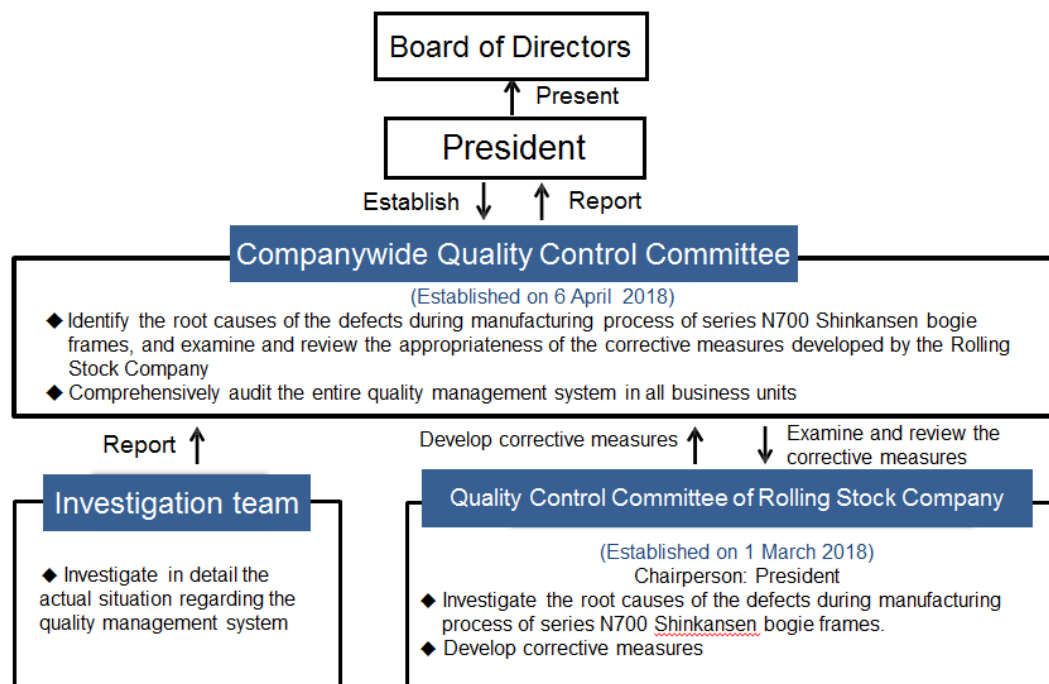 Board of Directors
Present
President
Establish
Report
Companywide Quality Control Committee
(Established on 6 April 2018)
◆ Identify the root causes of the defects during manufacturing process of series N700 Shinkansen bogie
frames, and examine and review the appropriateness of the corrective measures developed by the Rolling
Stock Company
◆ Comprehensively audit the entire quality management system in all business units
Report
Develop corrective measures
Examine and review the
corrective measures
Investigation team
◆ Investigate in detail the
actual situation regarding the
quality management system
Quality Control Committee of Rolling Stock Company
(Established on 1 March 2018)
Chairperson: President
◆ Investigate the root causes of the defects during manufacturing
process of series N700 Shinkansen bogie frames.
◆ Develop corrective measures